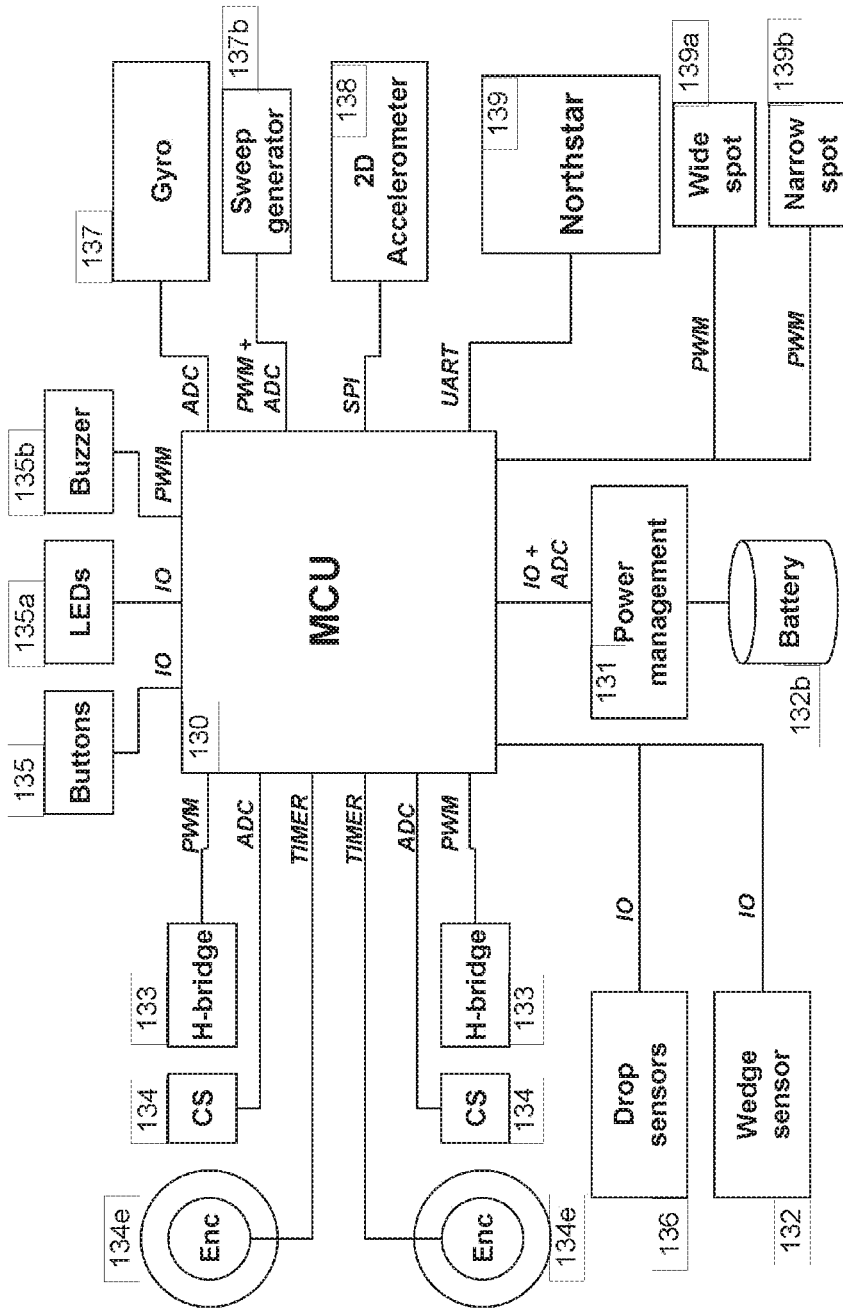 134e
Enc
134
CS
133
H-bridge
PWM
ADC
TIMER
135
Buttons
IO
135a
LEDs
IO
135b
Buzzer
PWM
137
Gyro
ADC
137b
Sweep
generator
PWM +
ADC
138
2D
Accelerometer
SPI
139
Northstar
UART
139a
Wide
spot
PWM
139b
Narrow
spot
PWM
130
MCU
TIMER
ADC
PWM
134e
Enc
134
CS
133
H-bridge
136
Drop
sensors
IO
132
Wedge
sensor
IO
131
Power
management
IO +
ADC
132b
Battery